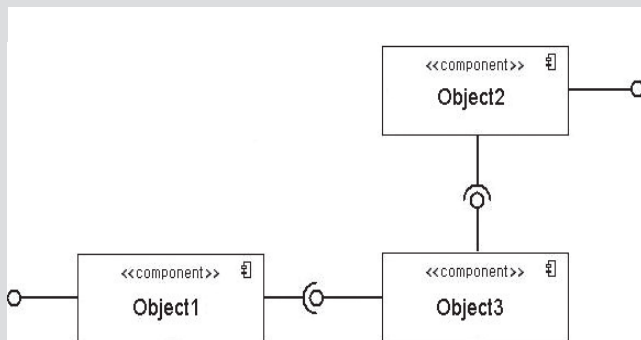 <<component>>
Object2
<<component>>
Object1
<<component>>
Object3